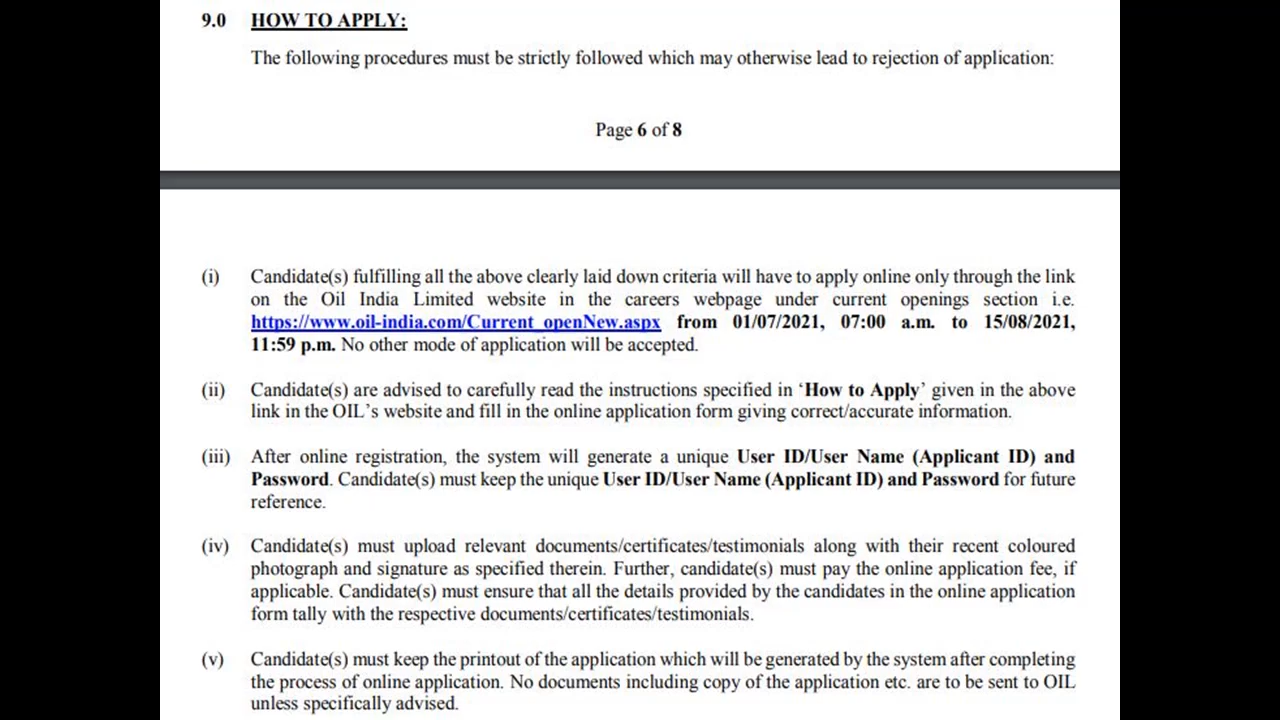 9.0 HOW TO APPLY:
The following procedures must be strictly followed which may otherwise lead to rejection of application:
Page 6 of 8
(i) Candidate(s) fulfilling all the above clearly laid down criteria will have to apply online only through the link
on the Oil India Limited website in the careers webpage under current openings section i.e.
https://www.oil-india.com/Current_openNew.aspx from 01/07/2021, 07:00 a.m. to 15/08/2021,
11:59 p.m. No other mode of application will be accepted.
(ii) Candidate(s) are advised to carefully read the instructions specified in ‘How to Apply’ given in the above
link in the OIL’s website and fill in the online application form giving correct/accurate information.
(iii) After online registration, the system will generate a unique User ID/User Name (Applicant ID) and
Password. Candidate(s) must keep the unique User ID/User Name (Applicant ID) and Password for future
reference.
(iv) Candidate(s) must upload relevant documents/certificates/testimonials along with their recent coloured
photograph and signature as specified therein. Further, candidate(s) must pay the online application fee, if
applicable. Candidate(s) must ensure that all the details provided by the candidates in the online application
form tally with the respective documents/certificates/testimonials.
(v) Candidate(s) must keep the printout of the application which will be generated by the system after completing
the process of online application. No documents including copy of the application etc. are to be sent to OIL
unless specifically advised.